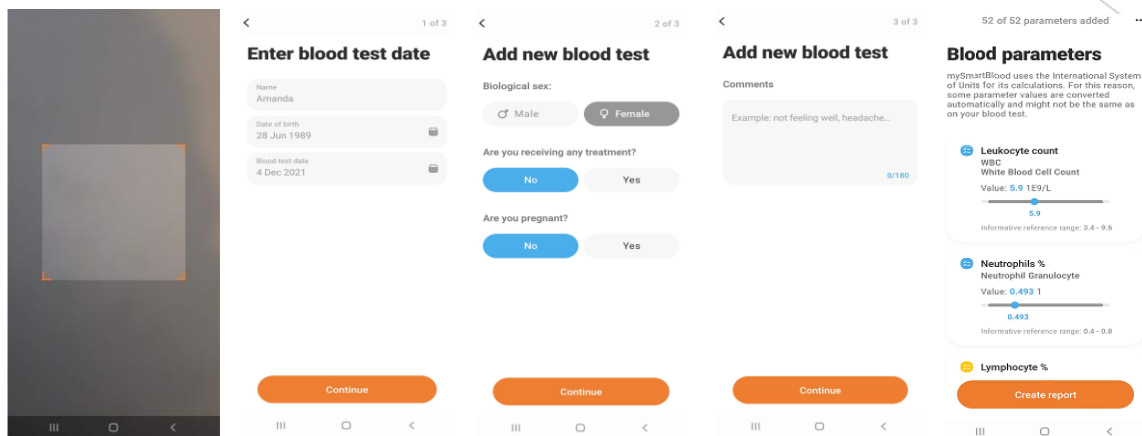 1 of 3
Enter blood test date
Name
Amanda
Date of birth
28 Jun 1989
Blood test date
4 Dec 2021
Continue
2 of 3
Add new blood test
Biological sex:
Male
Female
Are you receiving any treatment?
No
Yes
Are you pregnant?
No
Yes
Continue
3 of 3
Add new blood test
Comments
Example: not feeling well, headache...
0/180
Continue
52 of 52 parameters added
Blood parameters
mySmartBlood uses the International System
of Units for its calculations. For this reason,
some parameter values are converted
automatically and might not be the same as
on your blood test.
Leukocyte count
WBC
White Blood Cell Count
Value: 5.9 1E9/L
5.9
Informative reference range: 3.4 - 9.6
Neutrophils %
Neutrophil Granulocyte
Value: 0.493 1
0.493
Informative reference range: 0.4 - 0.8
Lymphocyte %
Create report